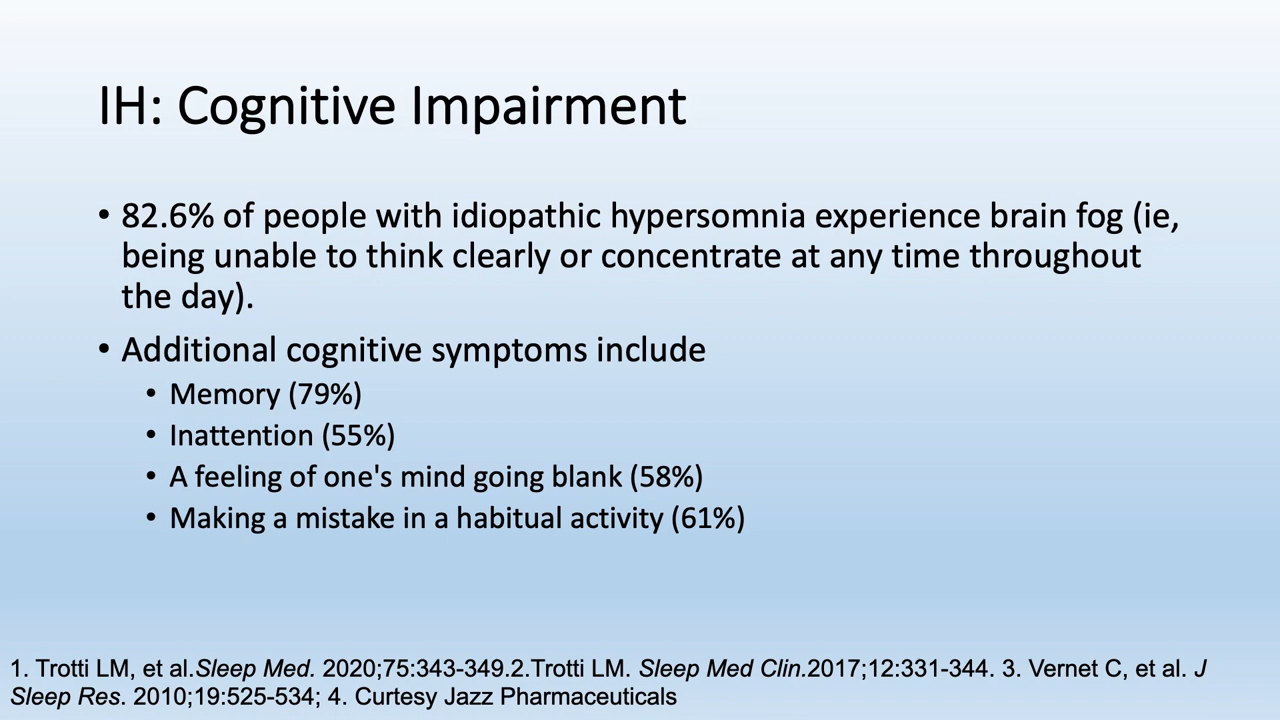 IH: Cognitive Impairment
• 82.6% of people with idiopathic hypersomnia experience brain fog (ie,
being unable to think clearly or concentrate at any time throughout
the day).
• Additional cognitive symptoms include
• Memory (79%)
• Inattention (55%)
• A feeling of one's mind going blank (58%)
• Making a mistake in a habitual activity (61%)
1. Trotti LM, et al.Sleep Med. 2020;75:343-349.2.Trotti LM. Sleep Med Clin.2017;12:331-344. 3. Vernet C, et al. J
Sleep Res. 2010;19:525-534; 4. Curtesy Jazz Pharmaceuticals